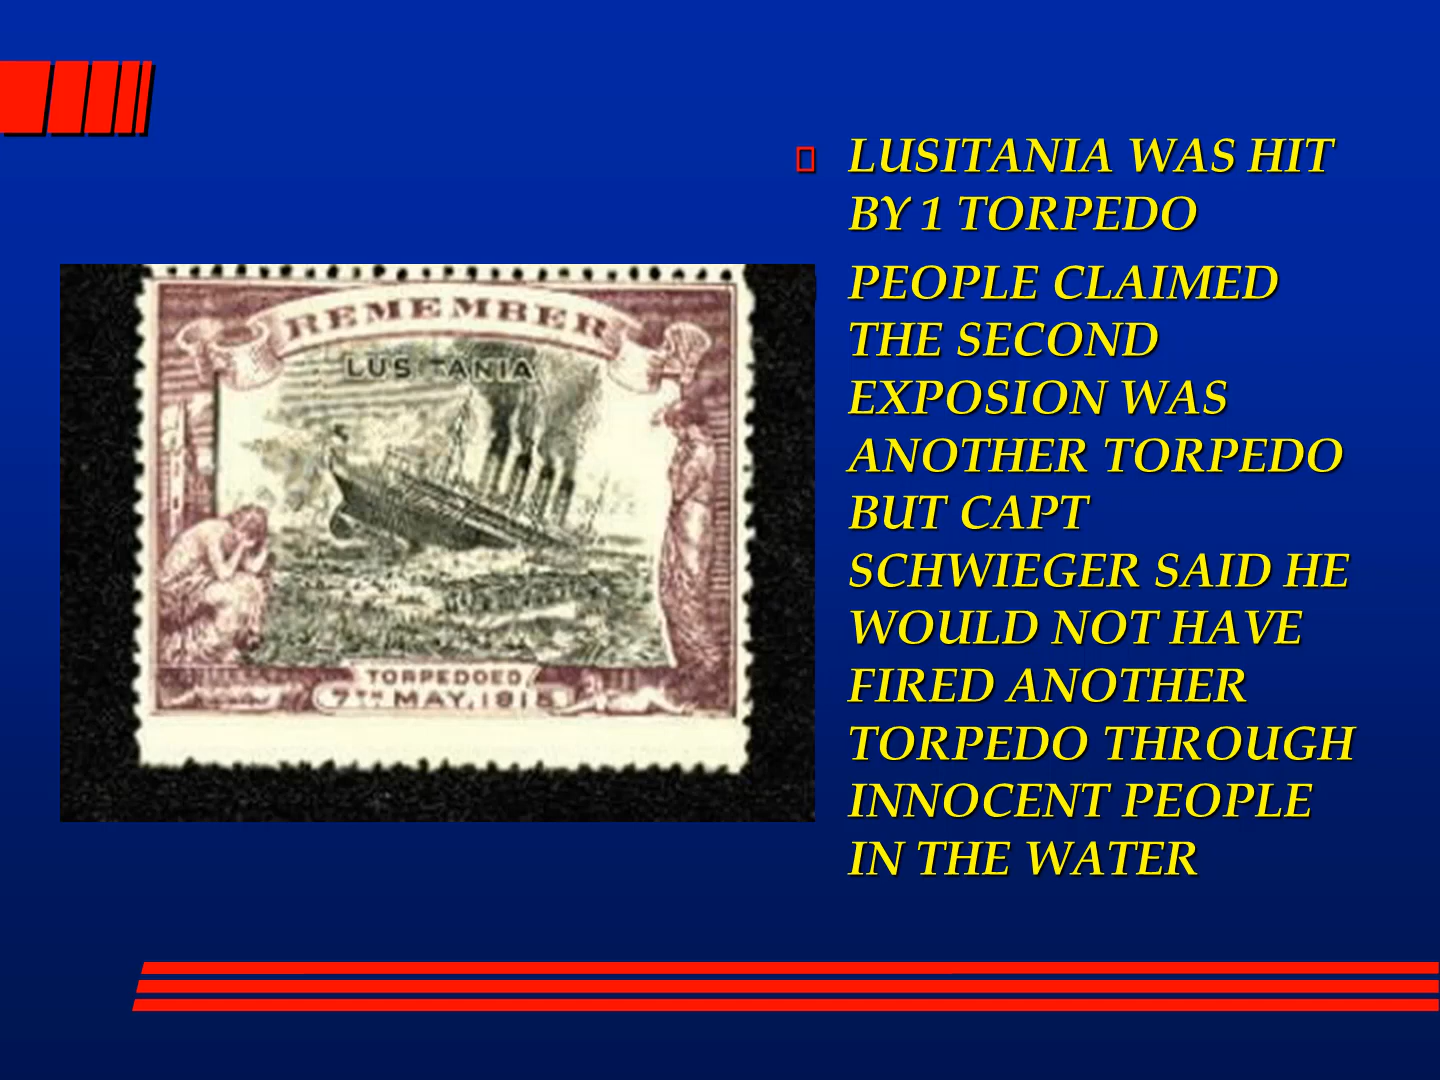 LUSITANIA WAS HIT
BY 1 TORPEDO
PEOPLE CLAIMED
THE SECOND
EXPOSION WAS
ANOTHER TORPEDO
BUT CAPT
SCHWIEGER SAID HE
WOULD NOT HAVE
FIRED ANOTHER
TORPEDO THROUGH
INNOCENT PEOPLE
IN THE WATER
REMEMBER
LUSITANIA
TORPEDOED
7TH MAY, 1915